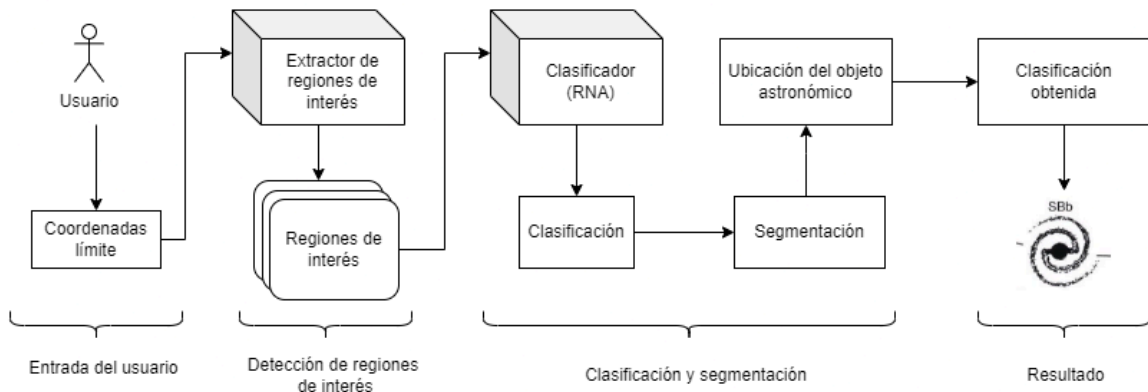 Usuario
Coordenadas
límite
Entrada del usuario
Extractor de
regiones de
interés
Regiones de
interés
Detección de regiones
de interés
Clasificador
(RNA)
Clasificación
Segmentación
Ubicación del objeto
astronómico
Clasificación y segmentación
Clasificación
obtenida
SBb
Resultado